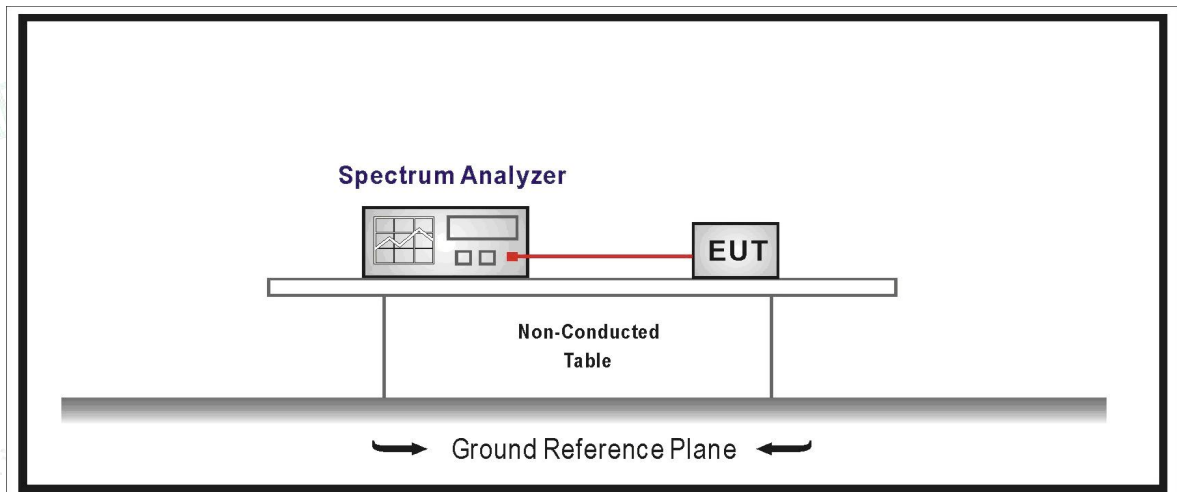 Spectrum Analyzer
EUT
Non-Conducted
Table
Ground Reference Plane